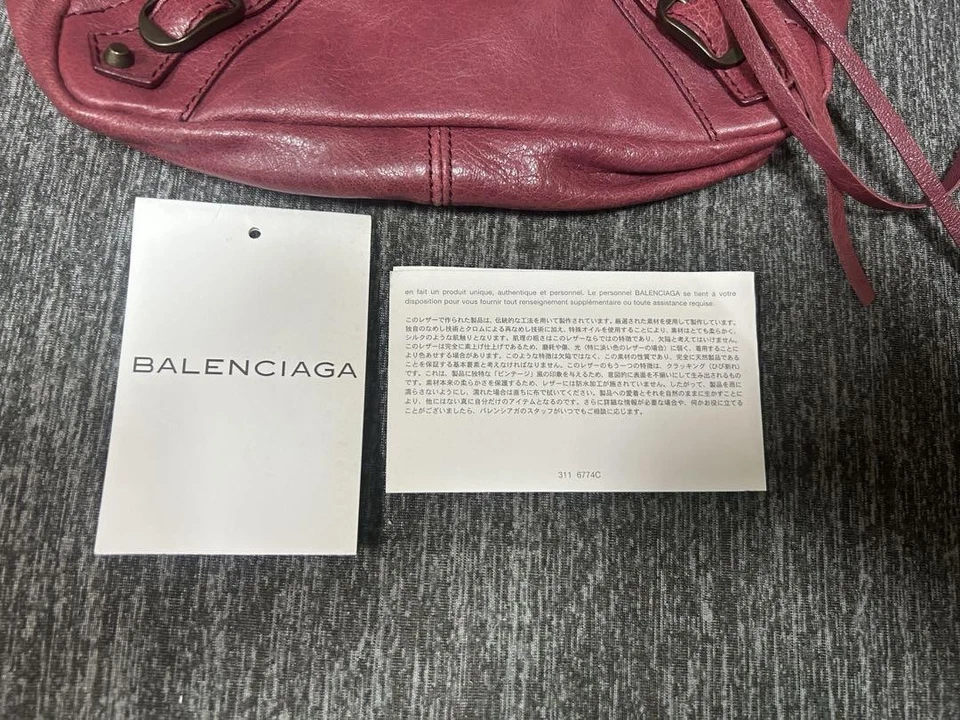 BALENCIAGA
en fait un produit unique, authentique et personnel. Le personnel BALENCIAGA se tient à votre
disposition pour vous fournir tout renseignement supplémentaire ou toute assistance requise.
このレザーで作られた製品は、伝統的な工法を用いて製作されています。厳選された素材を使用して製作しています。
独自のなめし技術とクロムによる再なめし技術に加え、特殊オイルを使用することにより、素材はとても柔らかく、
シルクのような肌触りとなります。肌理の粗さはこのレザーならではの特徴であり、欠陥と考えてはいけません。
このレザーは完全に素上げ仕上げであるため、磨耗や傷、光（特に淡い色のレザーの場合）に弱く、着用することに
より色あせする場合があります。このような特徴は欠陥ではなく、この素材の性質であり、完全に天然製品である
ことを保証する基本要素と考えなければなりません。このレザーのもう一つの特徴は、クラッキング（ひび割れ）
です。これは、製品に独特な「ビンテージ」風の印象を与えるため、意図的に表面を不揃いにして生み出されるもの
です。素材本来の柔らかさを保護するため、レザーには防水加工が施されていません。したがって、製品を雨に
濡らさないようにし、濡れた場合は直ちに布で拭いてください。製品への愛着とそれを自然のままに生かすことに
より、他にはない真に自分だけのアイテムとなるのです。さらに詳細な情報が必要な場合や、何かお役に立てる
ことがございましたら、バレンシアガのスタッフがいつでもご相談に応じます。
311 6774C